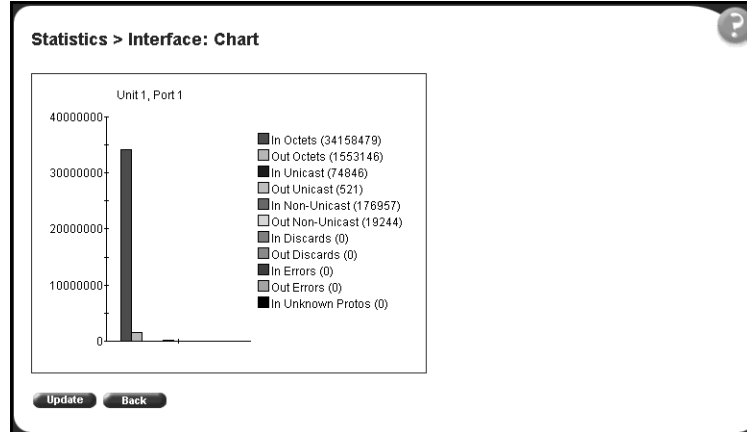 Statistics > Interface: Chart
?
Unit 1, Port 1
40000000
30000000
20000000
10000000
0
In Octets (34158479)
Out Octets (1553146)
In Unicast (74846)
Out Unicast (521)
In Non-Unicast (176957)
Out Non-Unicast (19244)
In Discards (0)
Out Discards (0)
In Errors (0)
Out Errors (0)
In Unknown Protos (0)
Update
Back